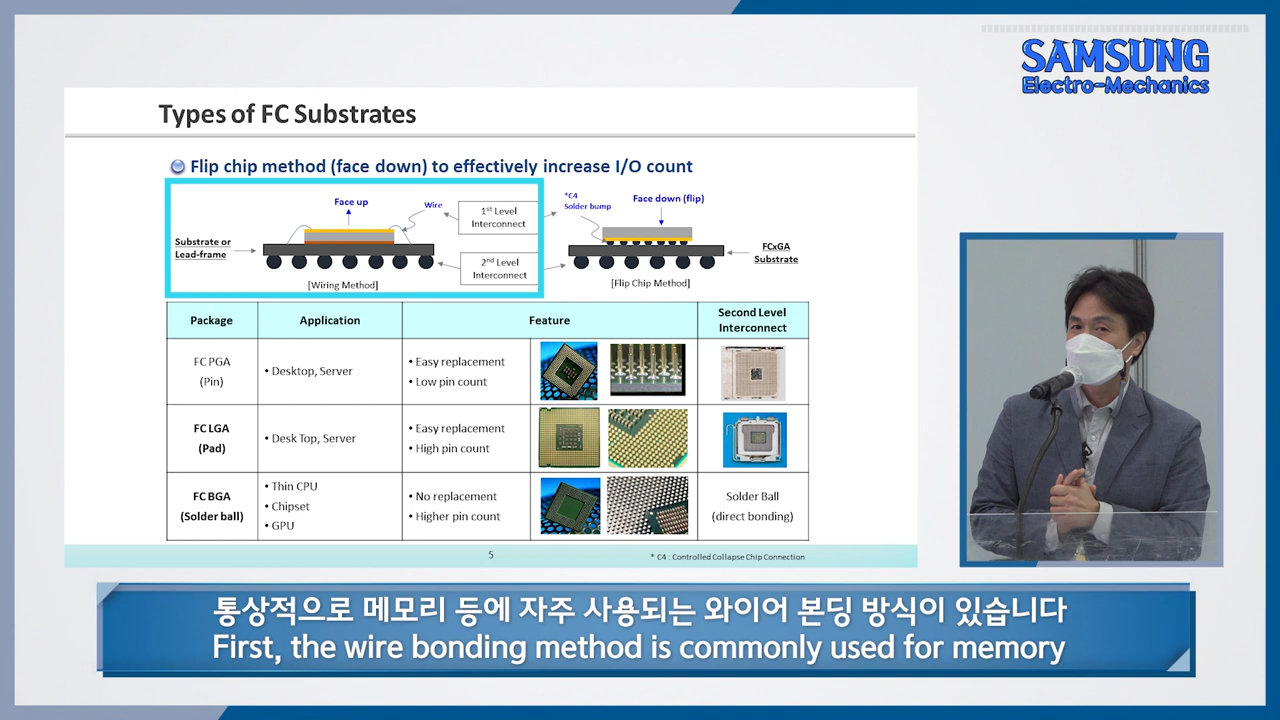 SAMSUNG
Electro-Mechanics
Types of FC Substrates
Flip chip method (face down) to effectively increase I/O count
Face up
Wire
1st Level
Interconnect
*C4
Solder bump
Face down (flip)
Substrate or
Lead-frame
FCxGA
Substrate
2nd Level
Interconnect
[Wiring Method]
[Flip Chip Method]
Package
Application
Feature
Second Level
Interconnect
FC PGA
(Pin)
• Desktop, Server
• Easy replacement
• Low pin count
FC LGA
(Pad)
• Desk Top, Server
• Easy replacement
• High pin count
FC BGA
(Solder ball)
• Thin CPU
• Chipset
• GPU
• No replacement
• Higher pin count
Solder Ball
(direct bonding)
5
* C4 : Controlled Collapse Chip Connection
통상적으로 메모리 등에 자주 사용되는 와이어 본딩 방식이 있습니다
First, the wire bonding method is commonly used for memory